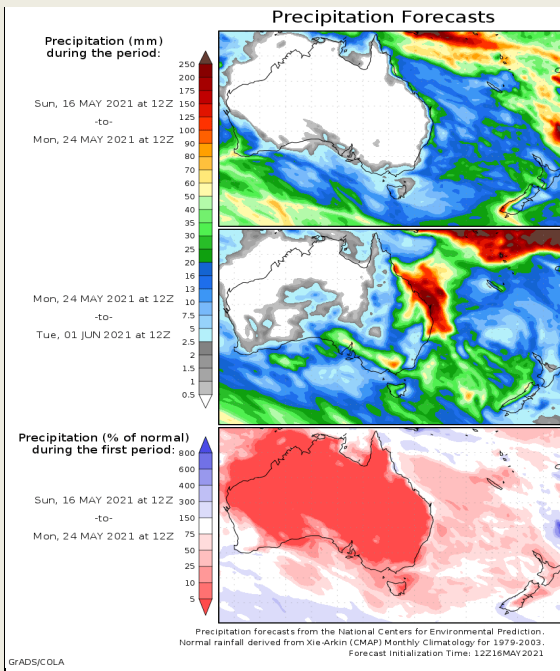 Precipitation Forecasts
Precipitation (mm)
during the period:
250
200
175
150
125
100
90
80
70
60
50
40
35
30
25
20
16
13
10
7.5
5
2.5
2
1.5
1
0.5
Sun, 16 MAY 2021 at 12Z
-to-
Mon, 24 MAY 2021 at 12Z
Mon, 24 MAY 2021 at 12Z
-to-
Tue, 01 JUN 2021 at 12Z
Precipitation (% of normal)
during the first period:
800
600
400
300
150
75
50
25
10
5
Sun, 16 MAY 2021 at 12Z
-to-
Mon, 24 MAY 2021 at 12Z
Precipitation forecasts from the National Centers for Environmental Prediction.
Normal rainfall derived from Xie-Arkin (CMAP) Monthly Climatology for 1979-2003.
Forecast Initialization Time: 12Z16MAY2021
GrADS/COLA